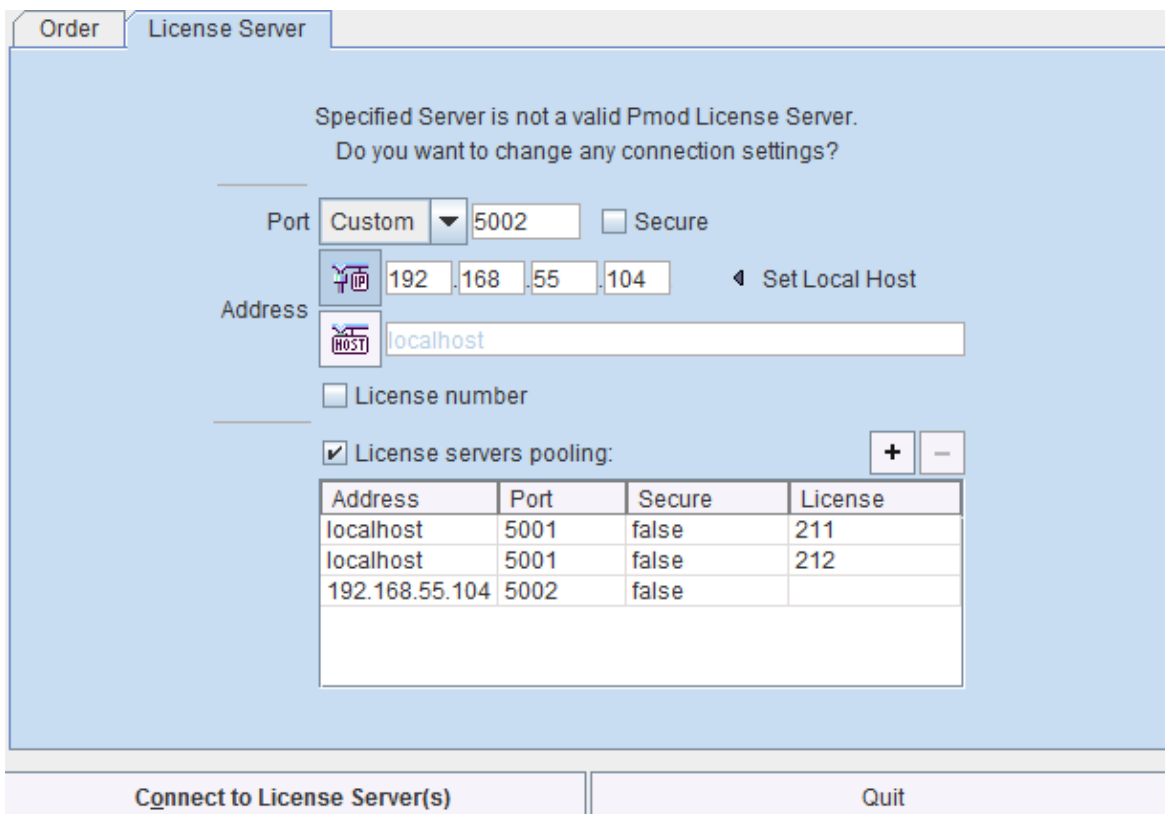 Order License Server
Specified Server is not a valid Pmod License Server.
Do you want to change any connection settings?
Port Custom 5002 Secure
IP 192 .168 .55 .104 Set Local Host
Address
HOST localhost
License number
License servers pooling: + −
Address Port Secure License
localhost 5001 false 211
localhost 5001 false 212
192.168.55.104 5002 false
Connect to License Server(s) Quit